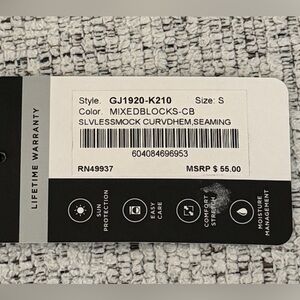 LIFETIME WARRANTY
Style. GJ1920-K210 Size: S
Color. MIXEDBLOCKS-CB
SLVLESSMOCK CURVDHEM,SEAMING
604084696953
RN49937 MSRP $ 55.00
SUN
PROTECTION
EASY
CARE
COMFORT
STRETCH
MOISTURE
MANAGEMENT